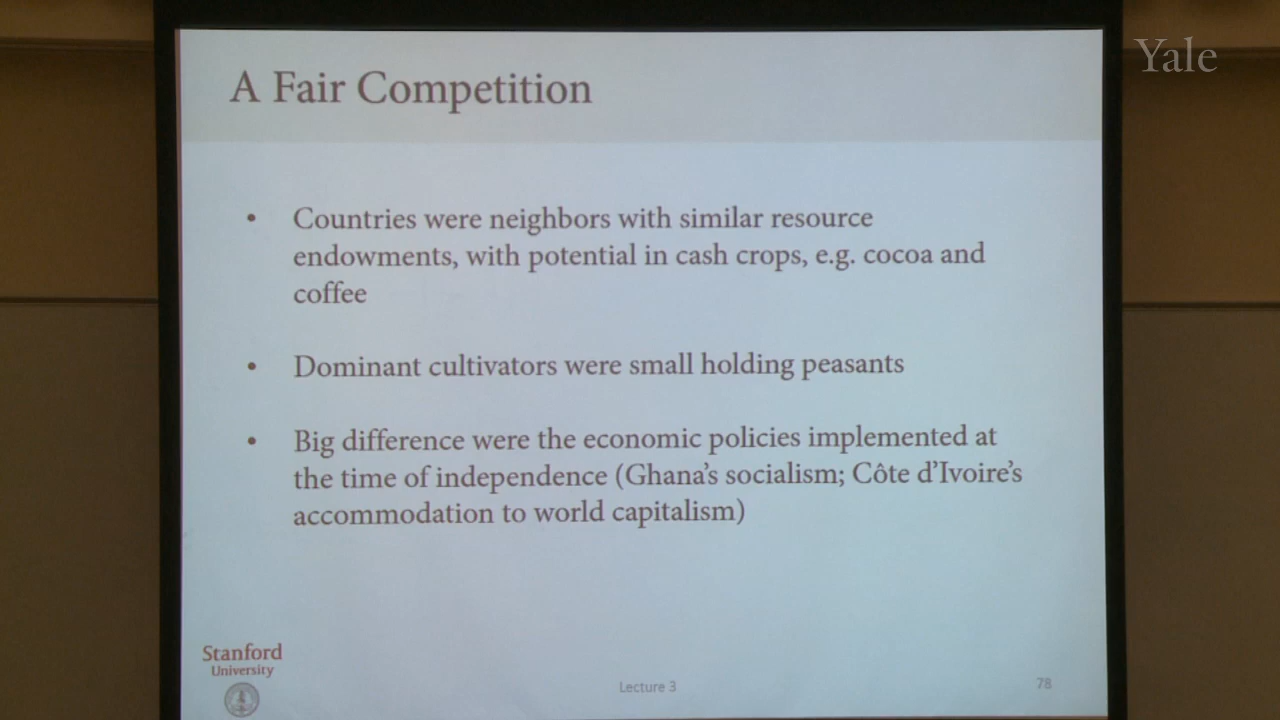 Yale
A Fair Competition
• Countries were neighbors with similar resource
endowments, with potential in cash crops, e.g. cocoa and
coffee
• Dominant cultivators were small holding peasants
• Big difference were the economic policies implemented at
the time of independence (Ghana's socialism; Côte d'Ivoire's
accommodation to world capitalism)
Stanford
University
Lecture 3
78